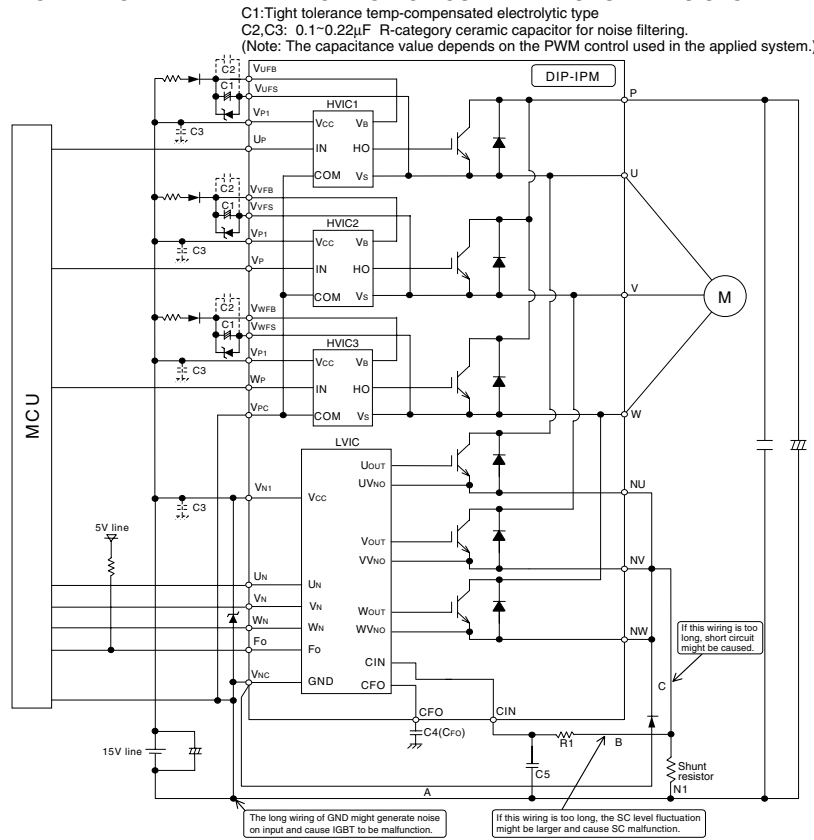 C1:Tight tolerance temp-compensated electrolytic type
C2,C3: 0.1~0.22μF R-category ceramic capacitor for noise filtering.
(Note: The capacitance value depends on the PWM control used in the applied system.)
DIP-IPM
C2
VUFB
C1
VUFS
VP1
C3
UP
HVIC1
VCC
VB
IN
HO
COM
VS
P
U
C2
VVFB
C1
VVFS
VP1
C3
VP
HVIC2
VCC
VB
IN
HO
COM
VS
V
M
C2
VWFB
C1
VWFS
VP1
C3
WP
VPC
HVIC3
VCC
VB
IN
HO
COM
VS
W
MCU
LVIC
UOUT
UVNO
VN1
VCC
C3
NU
5V line
VOUT
VVNO
NV
UN
UN
VN
VN
WN
WN
FO
FO
VNC
GND
WOUT
WVNO
NW
CIN
CFO
If this wiring is too
long, short circuit
might be caused.
C
CFO
CIN
C4(CFO)
R1
B
C5
Shunt
resistor
N1
15V line
A
The long wiring of GND might generate noise
on input and cause IGBT to be malfunction.
If this wiring is too long, the SC level fluctuation
might be larger and cause SC malfunction.